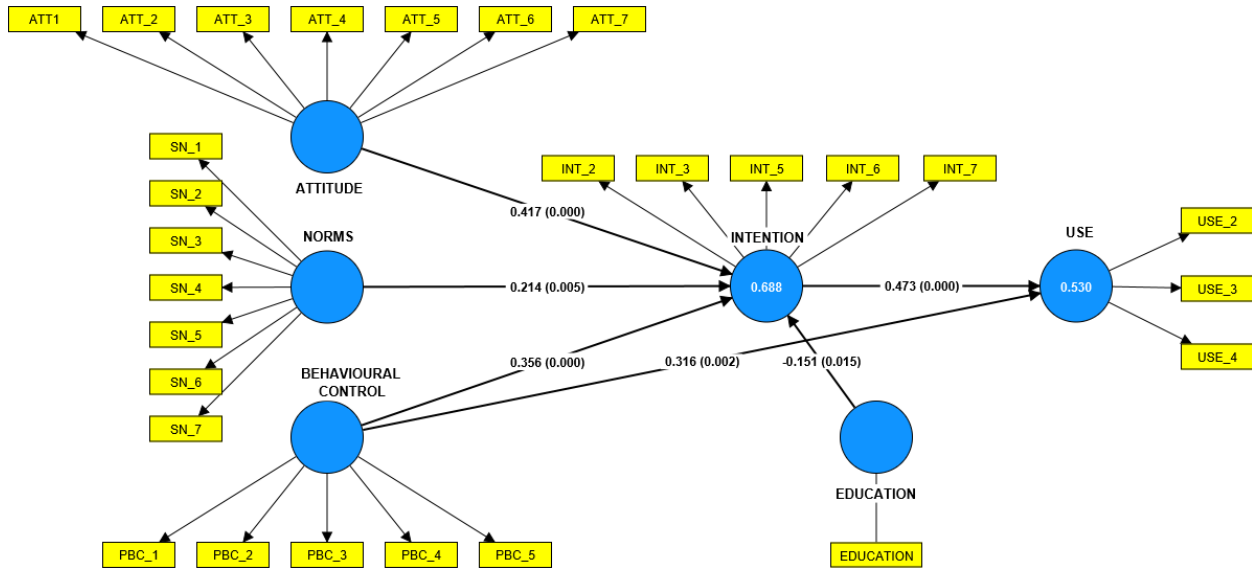 ATT1
ATT_2
ATT_3
ATT_4
ATT_5
ATT_6
ATT_7
ATTITUDE
SN_1
SN_2
SN_3
SN_4
SN_5
SN_6
SN_7
NORMS
BEHAVIOURAL
CONTROL
PBC_1
PBC_2
PBC_3
PBC_4
PBC_5
0.417 (0.000)
0.214 (0.005)
0.356 (0.000)
INT_2
INT_3
INT_5
INT_6
INT_7
INTENTION
0.688
0.473 (0.000)
0.316 (0.002)
-0.151 (0.015)
EDUCATION
EDUCATION
USE
0.530
USE_2
USE_3
USE_4